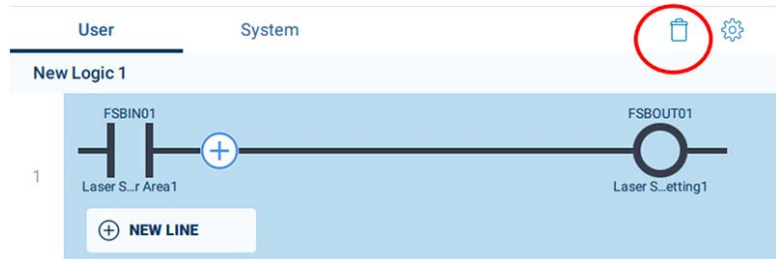 User System
New Logic 1
FSBIN01 FSBOUT01
1
Laser S...r Area1 Laser S...etting1
NEW LINE